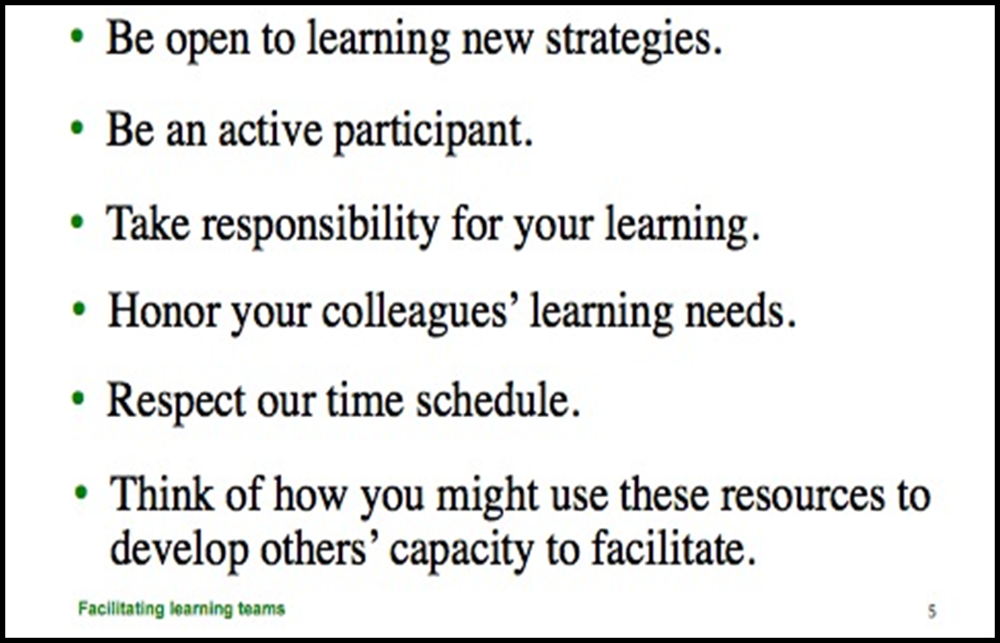 • Be open to learning new strategies.
• Be an active participant.
• Take responsibility for your learning.
• Honor your colleagues’ learning needs.
• Respect our time schedule.
• Think of how you might use these resources to
develop others’ capacity to facilitate.
Facilitating learning teams
5